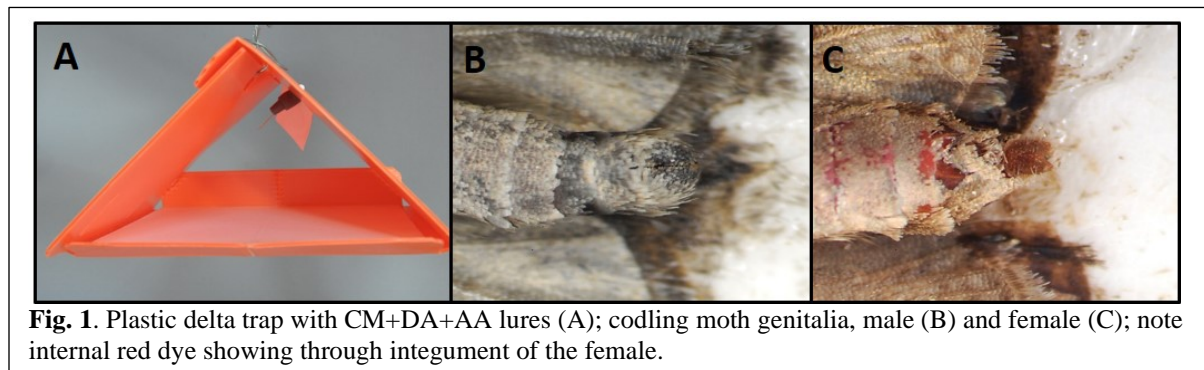 A B C
Fig. 1. Plastic delta trap with CM+DA+AA lures (A); codling moth genitalia, male (B) and female (C); note
internal red dye showing through integument of the female.